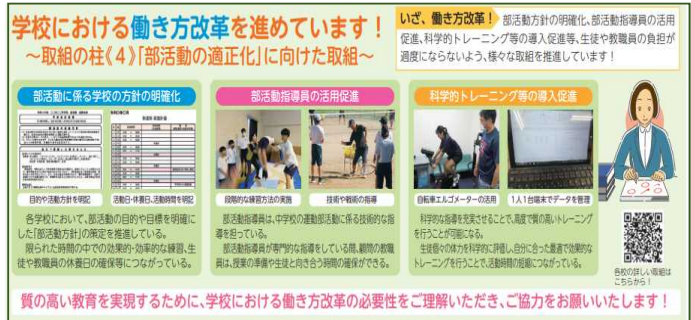 学校における働き方改革を進めています！
～取組の柱《４》「部活動の適正化」に向けた取組～
いざ、働き方改革！ 部活動方針の明確化、部活動指導員の活用
促進、科学的トレーニング等の導入促進等、生徒や教職員の負担が
過度にならないよう、様々な取組を推進しています！
部活動に係る学校の方針の明確化
目的や活動方針を明記
活動日・休養日、活動時間を明記
各学校において、部活動の目的や目標を明確に
した「部活動方針」の策定を推進している。
限られた時間の中での効果的・効率的な練習、生
徒や教職員の休養日の確保等につながっている。
部活動指導員の活用促進
段階的な練習方法の実施
技術や戦術の指導
部活動指導員は、中学校の運動部活動に係る技術的な指
導を担っている。
部活動指導員が専門的な指導をしている間、顧問の教職
員は、授業の準備や生徒と向き合う時間の確保ができる。
科学的トレーニング等の導入促進
自転車エルゴメーターの活用
1人1台端末でデータを管理
科学的な指導を充実させることで、高度で質の高いトレーニング
を行うことが可能になる。
生徒個々の体力を科学的に評価し、自分に合った最適で効果的な
トレーニングを行うことで、活動時間の短縮につながっている。
各校の詳しい取組は
こちらから！
質の高い教育を実現するために、学校における働き方改革の必要性をご理解いただき、ご協力をお願いいたします！